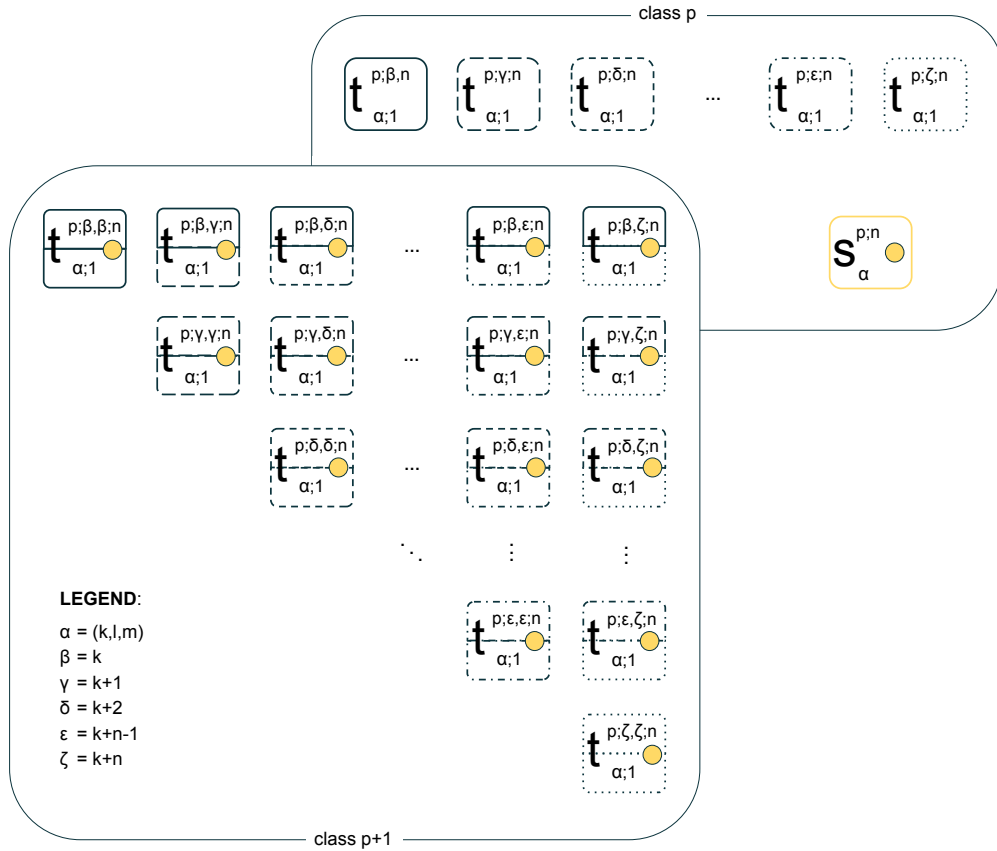 class p
t p;β,n α;1 t p;γ;n α;1 t p;δ;n α;1 ... t p;ε;n α;1 t p;ζ;n α;1
t p;β,β;n α;1 t p;β,γ;n α;1 t p;β,δ;n α;1 ... t p;β,ε;n α;1 t p;β,ζ;n α;1
s p;n α
t p;γ,γ;n α;1 t p;γ,δ;n α;1 ... t p;γ,ε;n α;1 t p;γ,ζ;n α;1
t p;δ,δ;n α;1 ... t p;δ,ε;n α;1 t p;δ,ζ;n α;1
⋱ ⋮ ⋮
t p;ε,ε;n α;1 t p;ε,ζ;n α;1
t p;ζ,ζ;n α;1
LEGEND:
α = (k,l,m)
β = k
γ = k+1
δ = k+2
ε = k+n-1
ζ = k+n
class p+1